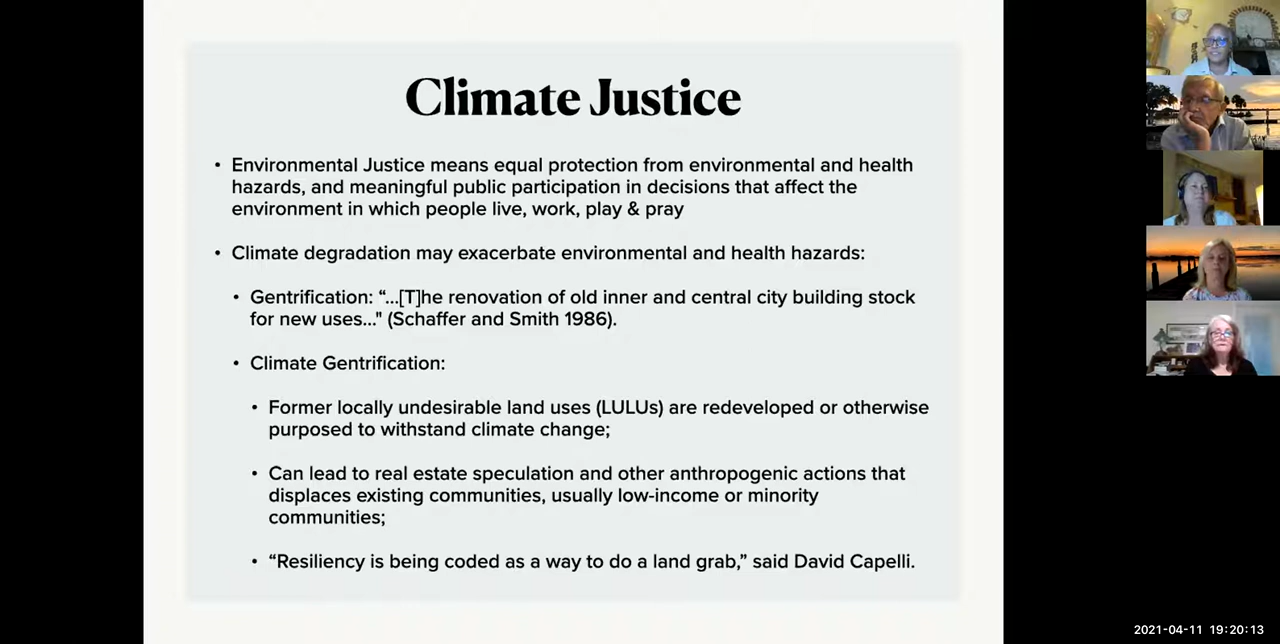 Climate Justice
• Environmental Justice means equal protection from environmental and health
hazards, and meaningful public participation in decisions that affect the
environment in which people live, work, play & pray
• Climate degradation may exacerbate environmental and health hazards:
• Gentrification: “...[T]he renovation of old inner and central city building stock
for new uses..." (Schaffer and Smith 1986).
• Climate Gentrification:
• Former locally undesirable land uses (LULUs) are redeveloped or otherwise
purposed to withstand climate change;
• Can lead to real estate speculation and other anthropogenic actions that
displaces existing communities, usually low-income or minority
communities;
• “Resiliency is being coded as a way to do a land grab,” said David Capelli.
2021-04-11 19:20:13